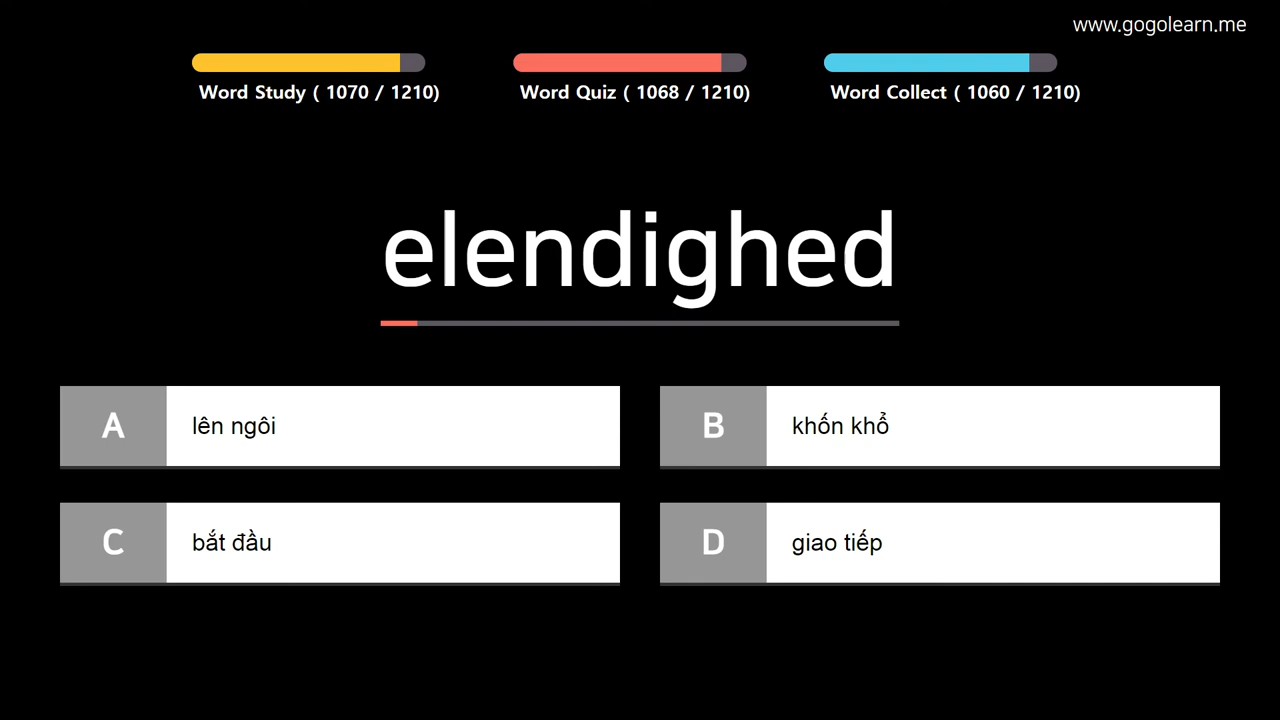 www.gogolearn.me
Word Study ( 1070 / 1210)
Word Quiz ( 1068 / 1210)
Word Collect ( 1060 / 1210)
elendighed
A lên ngôi
B khốn khổ
C bắt đầu
D giao tiếp